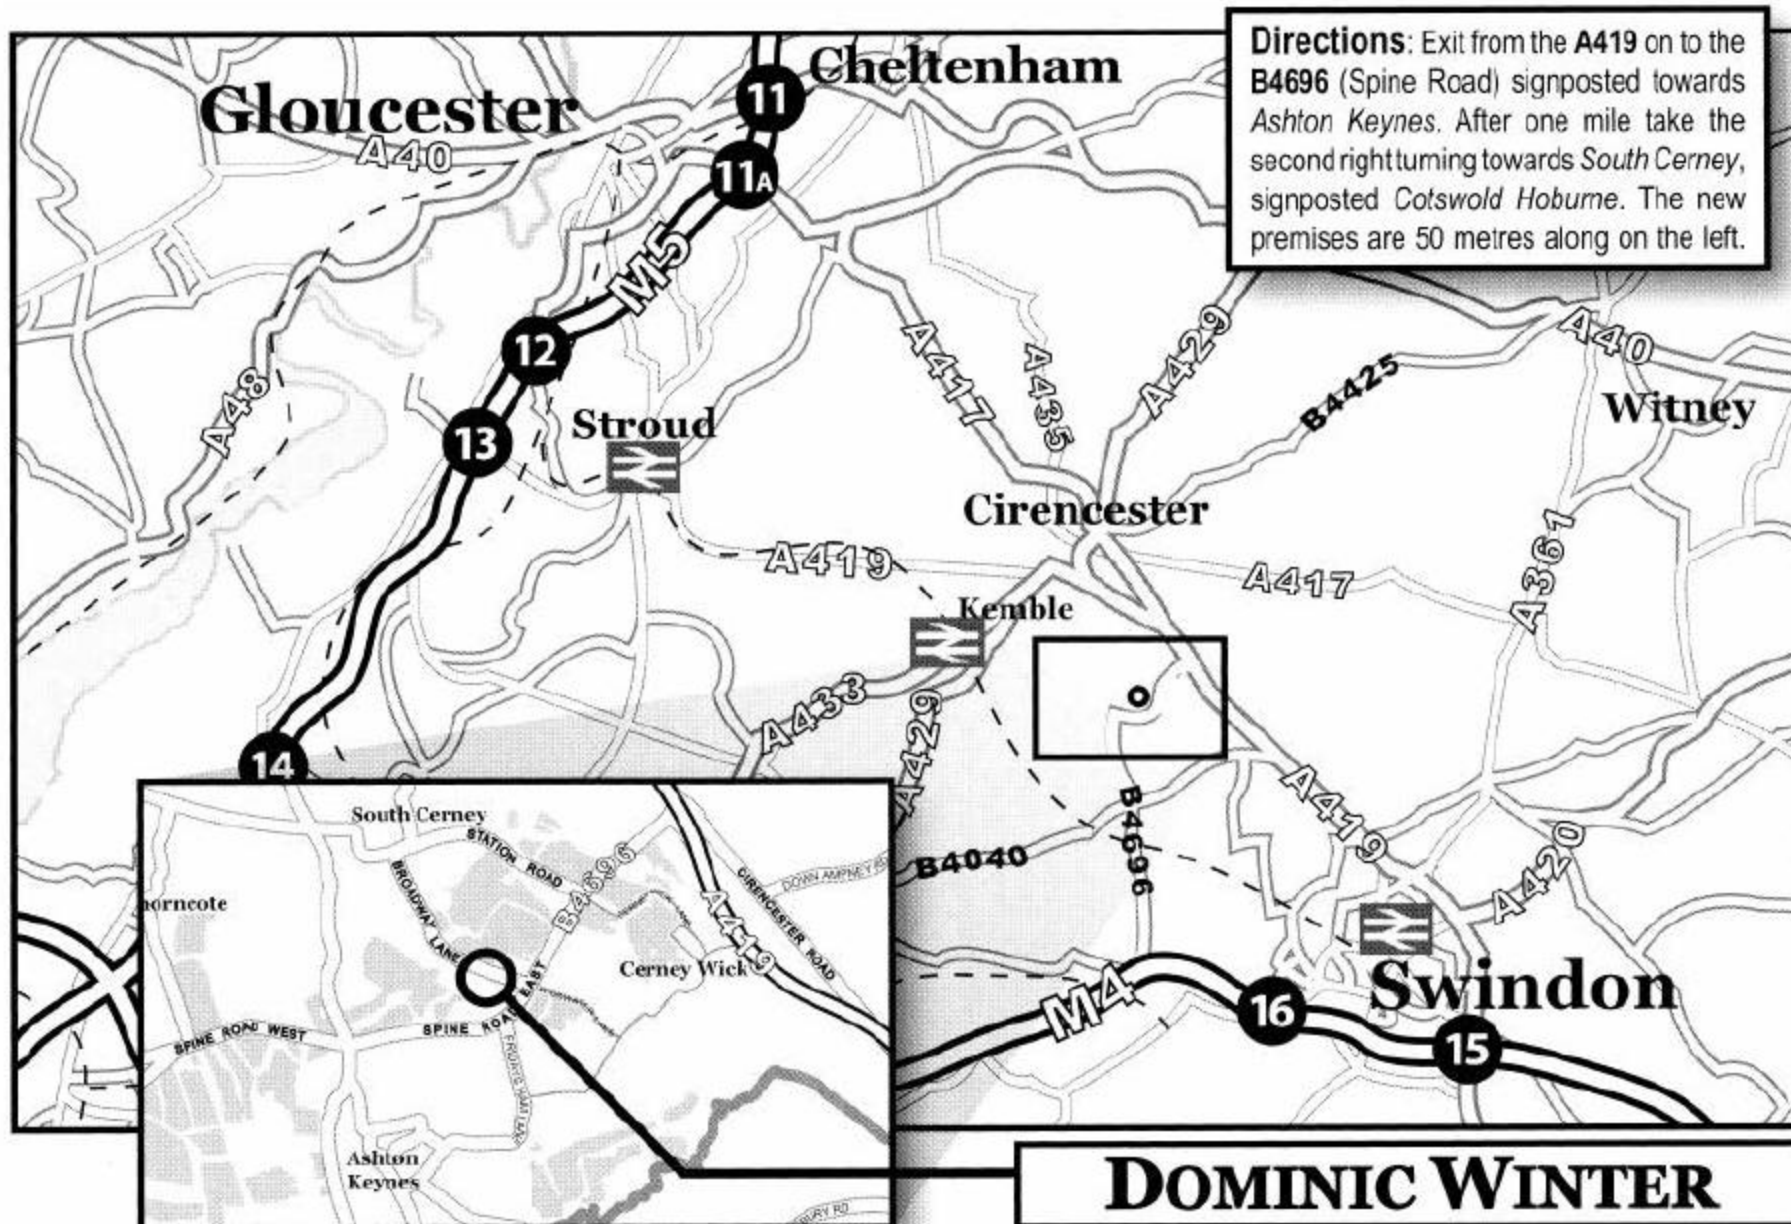 Directions: Exit from the A419 on to the
B4696 (Spine Road) signposted towards
Ashton Keynes. After one mile take the
second right turning towards South Cerney,
signposted Cotswold Hoburne. The new
premises are 50 metres along on the left.
Cheltenham
11
Gloucester
A40
11A
M5
12
A48
13
Stroud
A417
A435
A429
B4425
A40
Witney
Cirencester
A419
A417
A361
Kemble
A433
A429
14
B4696
A419
B4040
A420
Swindon
M4
16
15
South Cerney
STATION ROAD
BROADWAY LANE
B4696
A419
CIRENCESTER ROAD
DOWN AMPNEY
orncote
Cerney Wick
SPINE ROAD WEST
SPINE ROAD EAST
Ashton
Keynes
BURY RD
DOMINIC WINTER